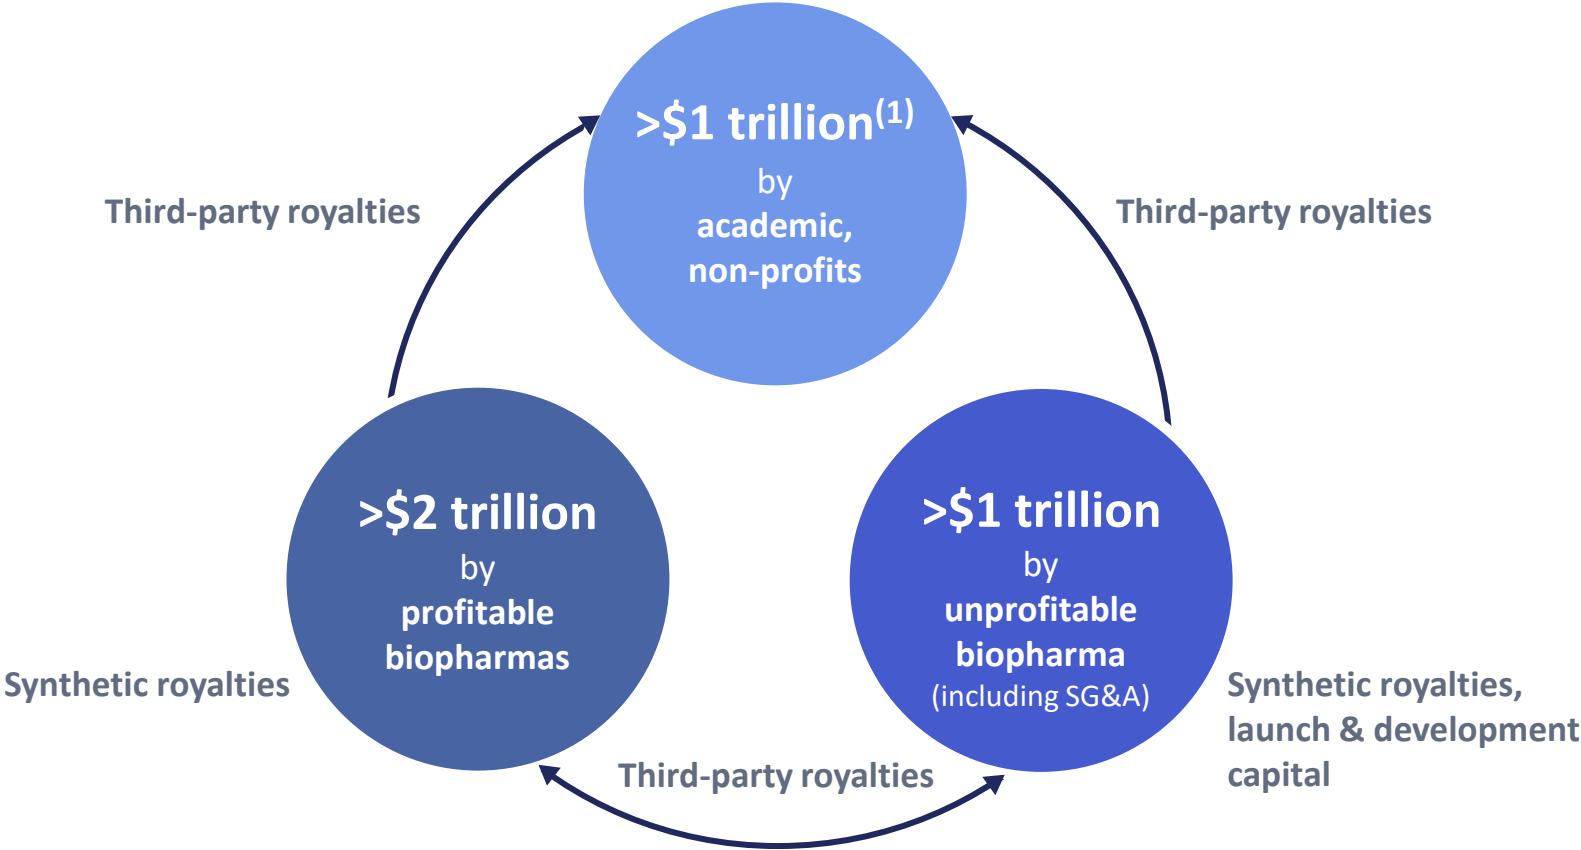 >$1 trillion(1)
by
academic,
non-profits
Third-party royalties
Third-party royalties
>$2 trillion
by
profitable
biopharmas
>$1 trillion
by
unprofitable
biopharma
(including SG&A)
Synthetic royalties
Synthetic royalties,
launch & development
capital
Third-party royalties